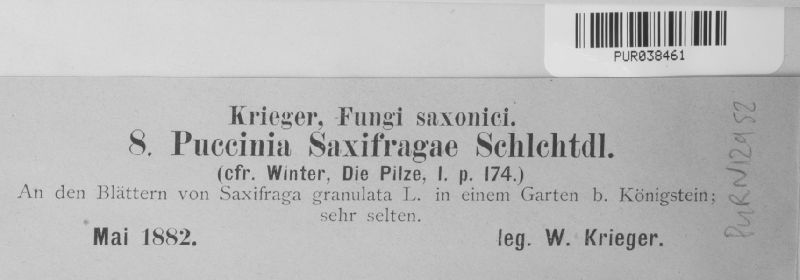 PUR038461
Krieger, Fungi saxonici.
8. Puccinia Saxifragae Schlchtdl.
(cfr. Winter, Die Pilze, I. p. 174.)
An den Blättern von Saxifraga granulata L. in einem Garten b. Königstein;
sehr selten.
Mai 1882. leg. W. Krieger.
PURN12952